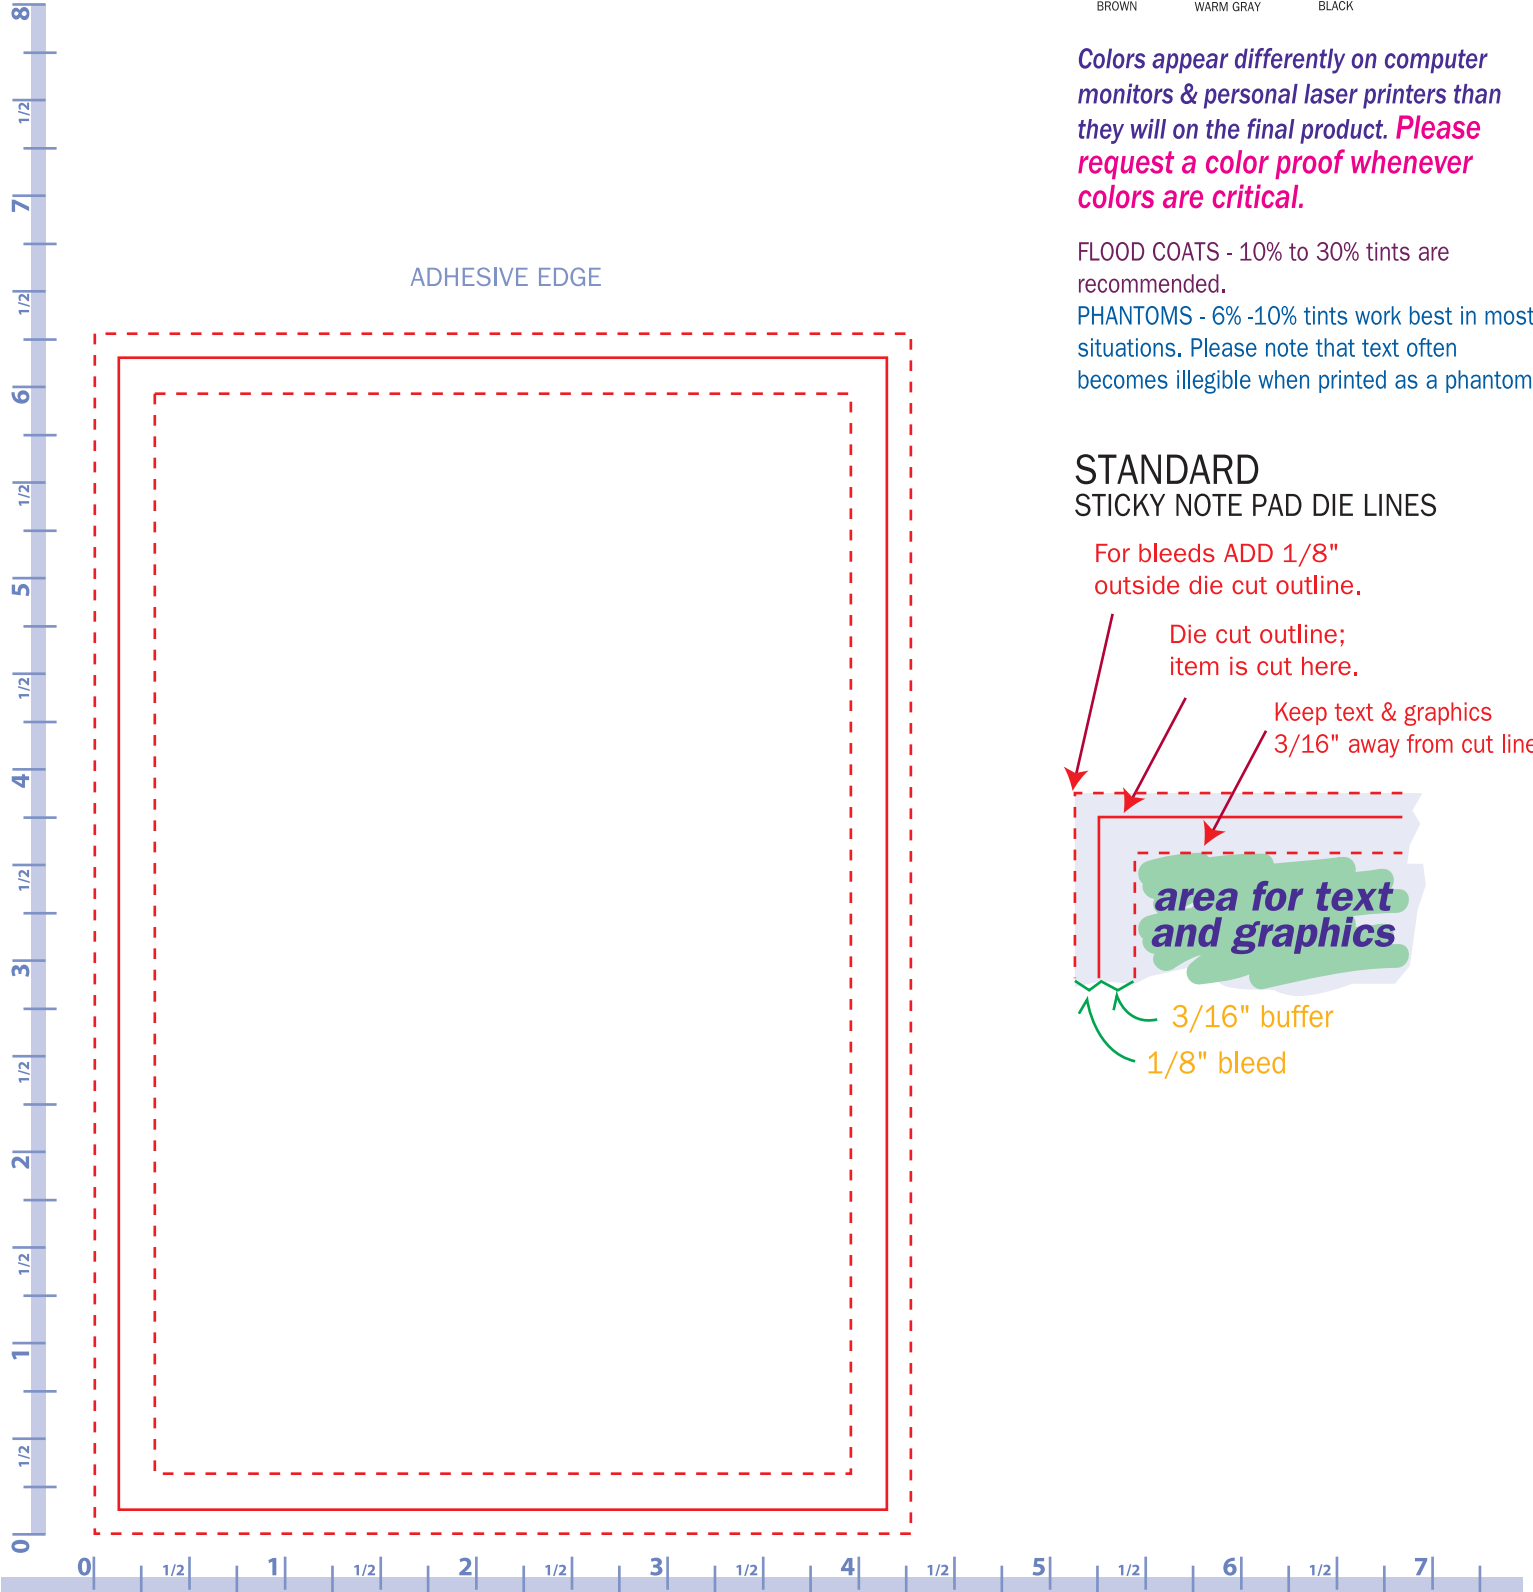 BROWN WARM GRAY BLACK
Colors appear differently on computer
monitors & personal laser printers than
they will on the final product. Please
request a color proof whenever
colors are critical.
FLOOD COATS - 10% to 30% tints are
recommended.
PHANTOMS - 6% -10% tints work best in most
situations. Please note that text often
becomes illegible when printed as a phantom
ADHESIVE EDGE
STANDARD
STICKY NOTE PAD DIE LINES
For bleeds ADD 1/8"
outside die cut outline.
Die cut outline;
item is cut here.
Keep text & graphics
3/16" away from cut line
area for text
and graphics
3/16" buffer
1/8" bleed
8
1/2
7
1/2
6
1/2
5
1/2
4
1/2
3
1/2
2
1/2
1
1/2
0
0 1/2 1 1/2 2 1/2 3 1/2 4 1/2 5 1/2 6 1/2 7